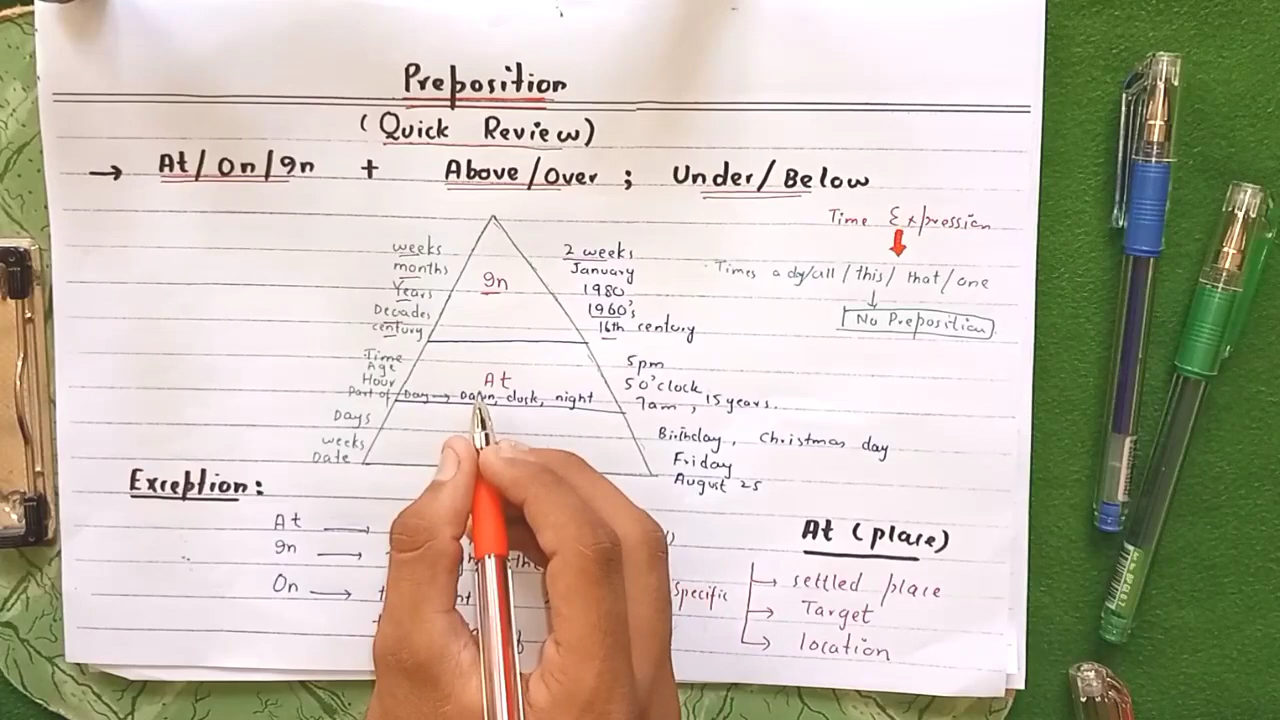 Preposition
(Quick Review)
→ At/On/In + Above/Over ; Under/Below
Time Expression
Times a day/all / this / that / one
No Preposition
weeks
months
Years
Decades
century
In
2 weeks
January
1980
1960's
16th century
Time
Age
Hour
Part of Day → Dawn, dusk, night
At
5pm
5 o'clock
7am, 15 years.
Days
weeks
Date
Birthday, Christmas day
Friday
August 25
Exception:
At →
In →
On →
At (place)
Specific
→ settled place
→ Target
→ location